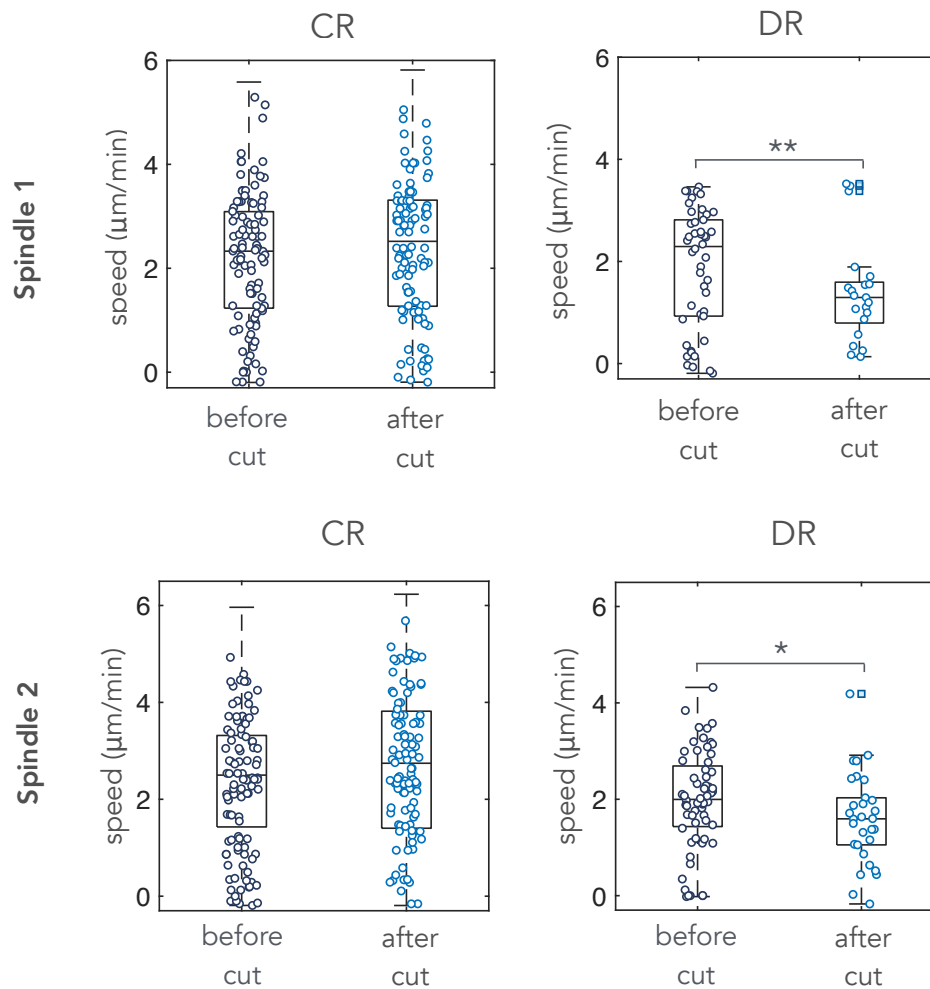 CR
DR
Spindle 1
speed (µm/min)
6
4
2
0
before
cut
after
cut
speed (µm/min)
6
4
2
0
**
before
cut
after
cut
CR
DR
Spindle 2
speed (µm/min)
6
4
2
0
before
cut
after
cut
speed (µm/min)
6
4
2
0
*
before
cut
after
cut